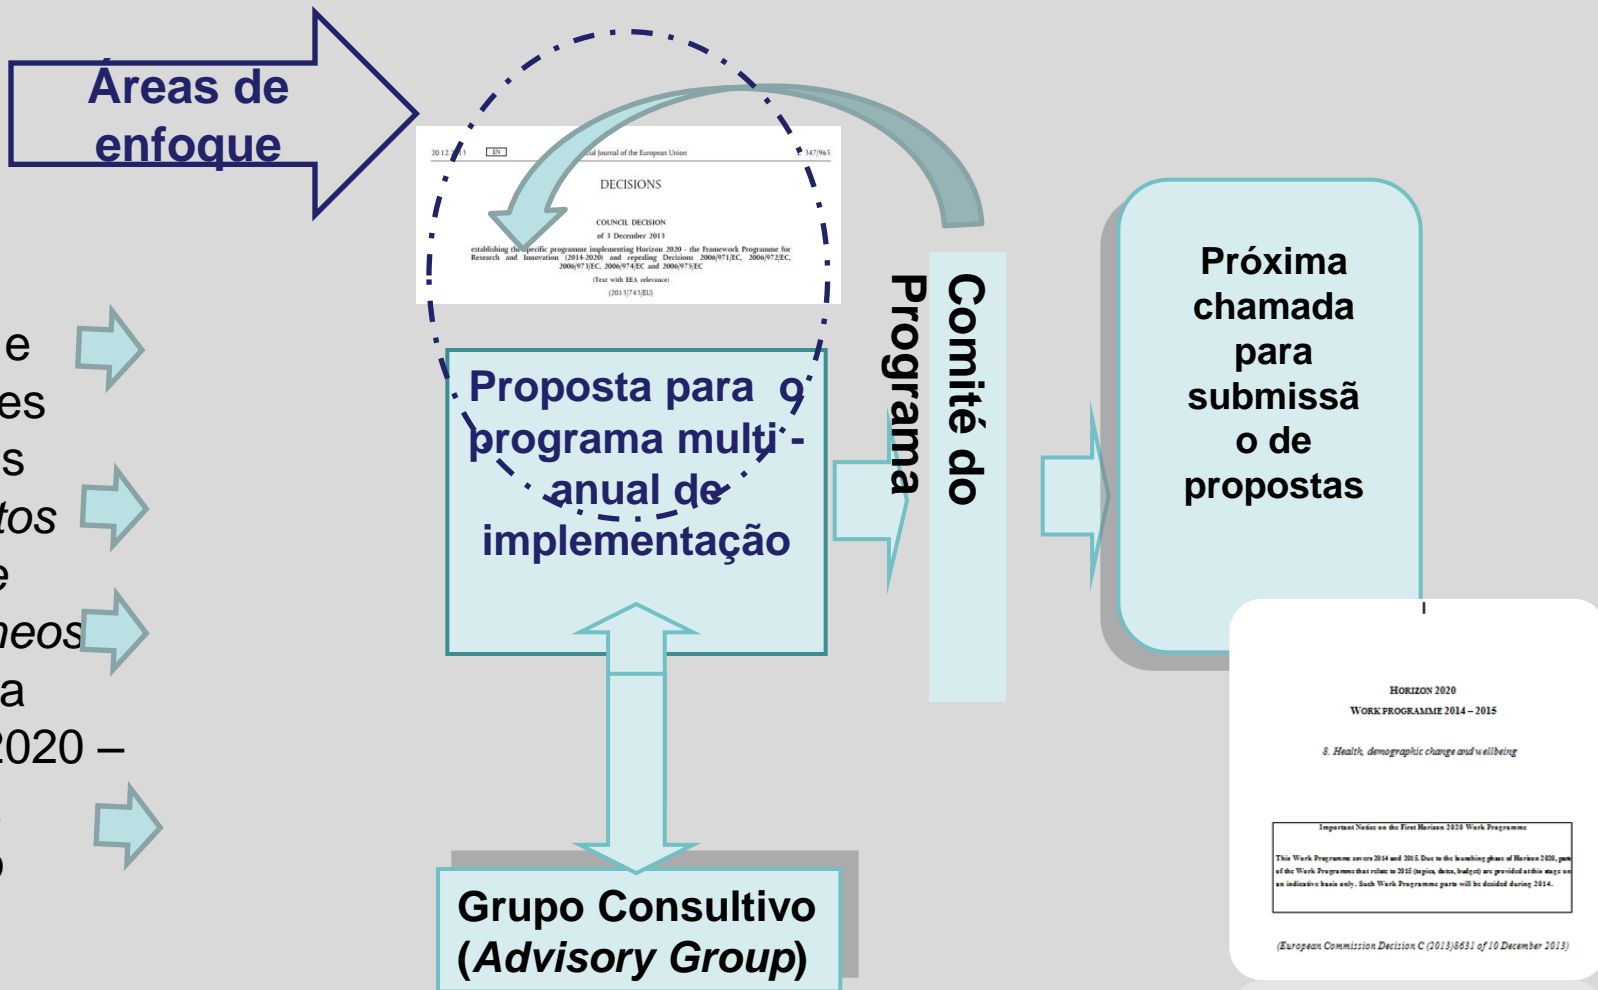 Áreas de
enfoque
20.12.2013 EN Journal of the European Union 347/965
DECISIONS
COUNCIL DECISION
of 3 December 2013
establishing the specific programme implementing Horizon 2020 - the Framework Programme for
Research and Innovation (2014-2020) and repealing Decisions 2006/971/EC, 2006/972/EC,
2006/973/EC, 2006/974/EC and 2006/975/EC
(Text with EEA relevance)
(2013/743/EU)
e
es
s
tos
e
neos
a
2020 –
o
Proposta para o
programa multi -
anual de
implementação
Comité do
Programa
Próxima
chamada
para
submissã
o de
propostas
Grupo Consultivo
(Advisory Group)
HORIZON 2020
WORK PROGRAMME 2014 – 2015
8. Health, demographic change and wellbeing
Important Notice on the First Horizon 2020 Work Programme
This Work Programme covers 2014 and 2015. Due to the launching phase of Horizon 2020, parts
of the Work Programme that relate to 2015 (topics, dates, budget) are provided at this stage on
an indicative basis only. Such Work Programme parts will be decided during 2014.
(European Commission Decision C (2013)8631 of 10 December 2013)